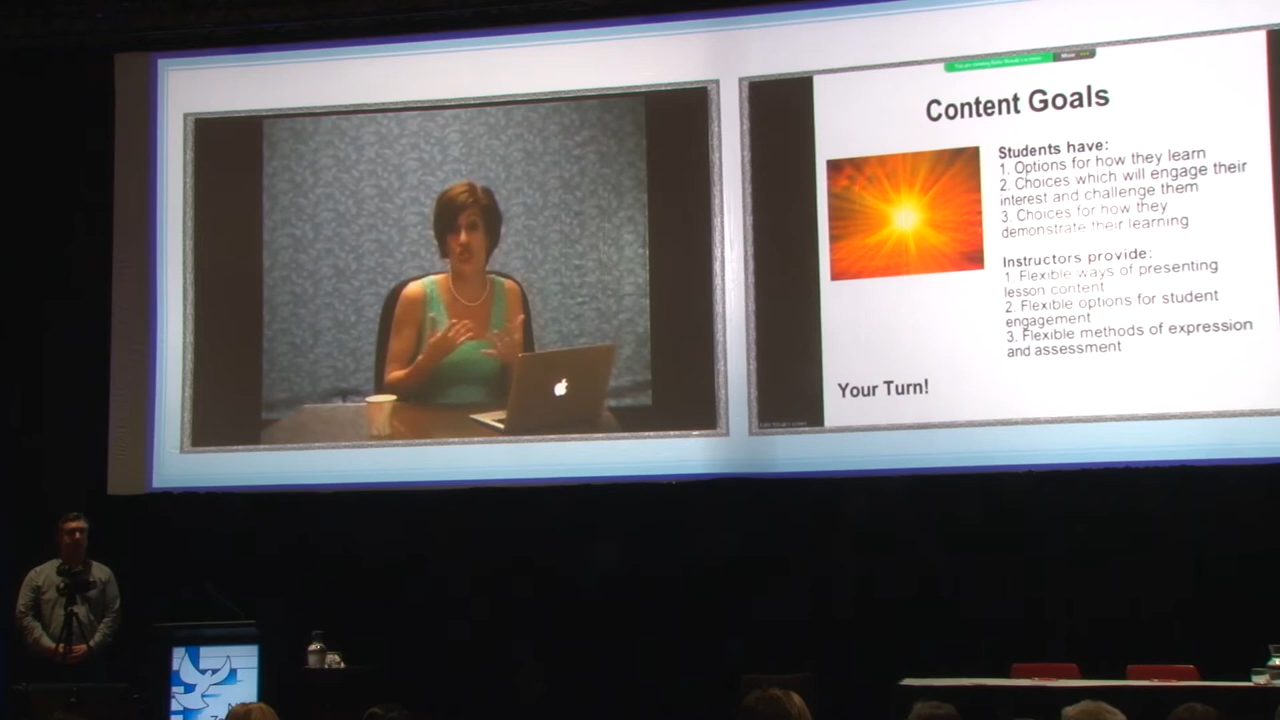 Content Goals
Students have:
1. Options for how they learn
2. Choices which will engage their
interest and challenge them
3. Choices for how they
demonstrate their learning
Instructors provide:
1. Flexible ways of presenting
lesson content
2. Flexible options for student
engagement
3. Flexible methods of expression
and assessment
Your Turn!